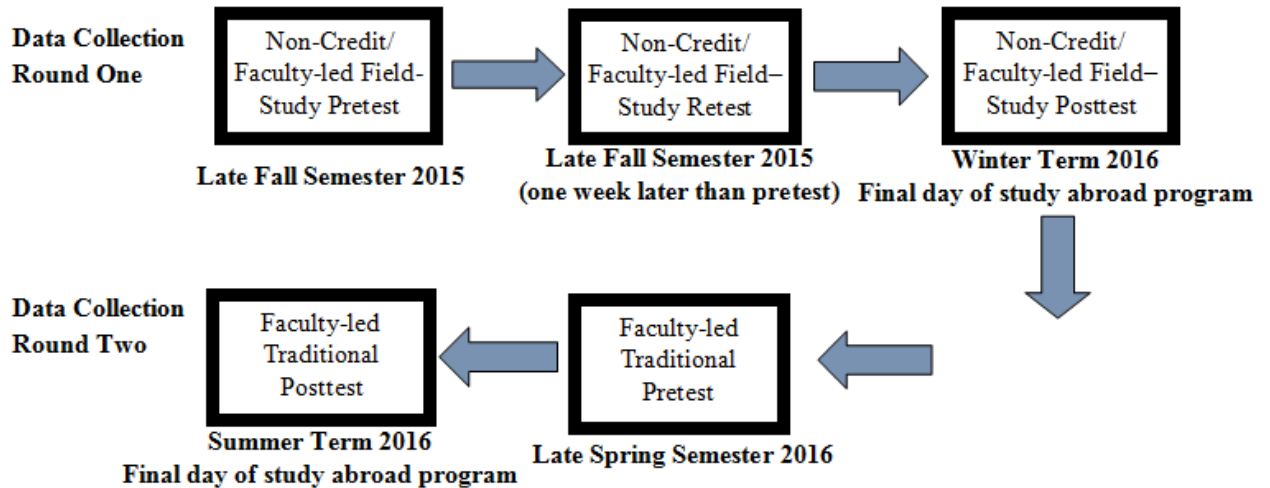 Data Collection
Round One
Non-Credit/
Faculty-led Field-
Study Pretest
Late Fall Semester 2015
Non-Credit/
Faculty-led Field–
Study Retest
Late Fall Semester 2015
(one week later than pretest)
Non-Credit/
Faculty-led Field–
Study Posttest
Winter Term 2016
Final day of study abroad program
Data Collection
Round Two
Faculty-led
Traditional
Posttest
Summer Term 2016
Final day of study abroad program
Faculty-led
Traditional
Pretest
Late Spring Semester 2016